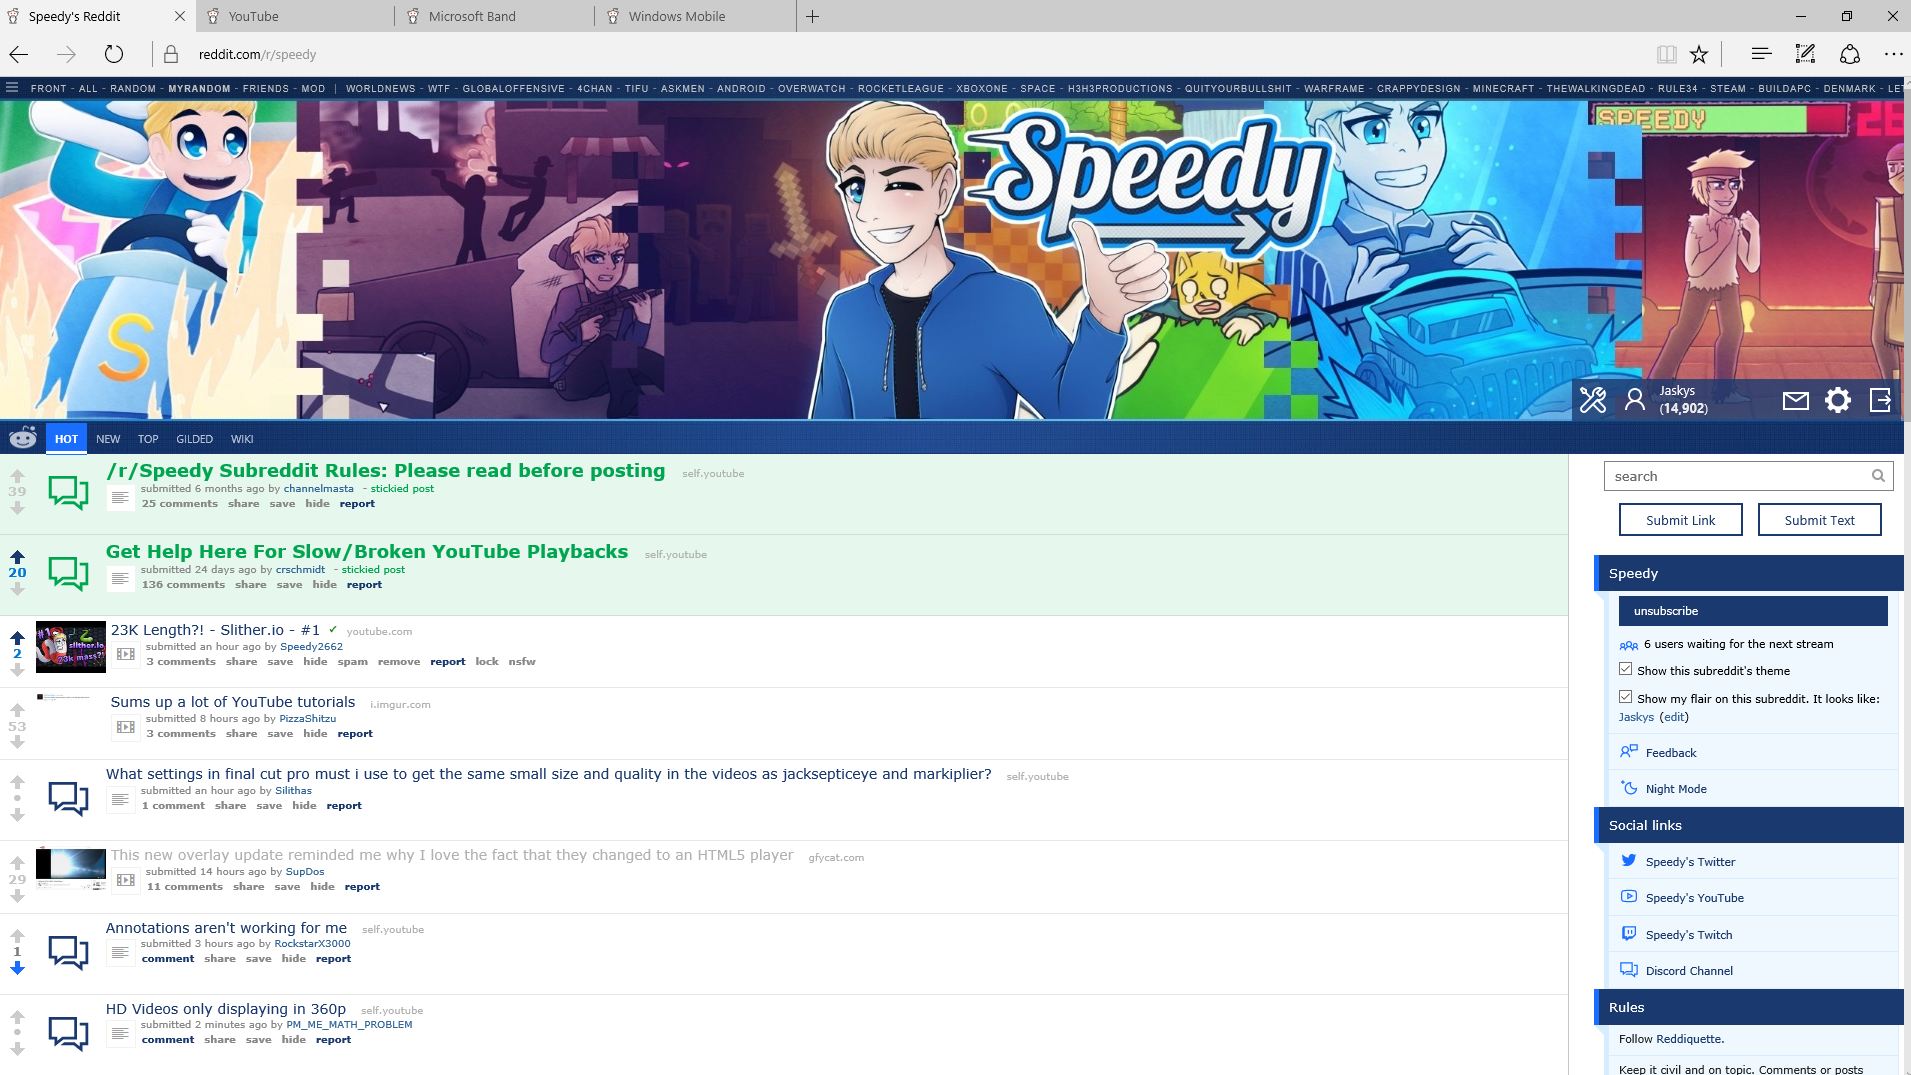 Speedy's Reddit
YouTube
Microsoft Band
Windows Mobile
reddit.com/r/speedy
FRONT - ALL - RANDOM - MYRANDOM - FRIENDS - MOD | WORLDNEWS - WTF - GLOBALOFFENSIVE - 4CHAN - TIFU - ASKMEN - ANDROID - OVERWATCH - ROCKETLEAGUE - XBOXONE - SPACE - H3H3PRODUCTIONS - QUITYOURBULLSHIT - WARFRAME - CRAPPYDESIGN - MINECRAFT - THEWALKINGDEAD - RULE34 - STEAM - BUILDAPC - DENMARK - LET
S
Speedy
SPEEDY
Jaskys
(14,902)
HOT NEW TOP GILDED WIKI
39
/r/Speedy Subreddit Rules: Please read before posting self.youtube
submitted 6 months ago by channelmasta - stickied post
25 comments share save hide report
20
Get Help Here For Slow/Broken YouTube Playbacks self.youtube
submitted 24 days ago by crschmidt - stickied post
136 comments share save hide report
2
#1
slither.io
23k mass?!
23K Length?! - Slither.io - #1 ✓ youtube.com
submitted an hour ago by Speedy2662
3 comments share save hide spam remove report lock nsfw
53
Sums up a lot of YouTube tutorials i.imgur.com
submitted 8 hours ago by PizzaShitzu
3 comments share save hide report
•
What settings in final cut pro must i use to get the same small size and quality in the videos as jacksepticeye and markiplier? self.youtube
submitted an hour ago by Silithas
1 comment share save hide report
29
This new overlay update reminded me why I love the fact that they changed to an HTML5 player gfycat.com
submitted 14 hours ago by SupDos
11 comments share save hide report
1
Annotations aren't working for me self.youtube
submitted 3 hours ago by RockstarX3000
comment share save hide report
•
HD Videos only displaying in 360p self.youtube
submitted 2 minutes ago by PM_ME_MATH_PROBLEM
comment share save hide report
search
Submit Link
Submit Text
Speedy
unsubscribe
6 users waiting for the next stream
Show this subreddit's theme
Show my flair on this subreddit. It looks like:
Jaskys (edit)
Feedback
Night Mode
Social links
Speedy's Twitter
Speedy's YouTube
Speedy's Twitch
Discord Channel
Rules
Follow Reddiquette.
Keep it civil and on topic. Comments or posts